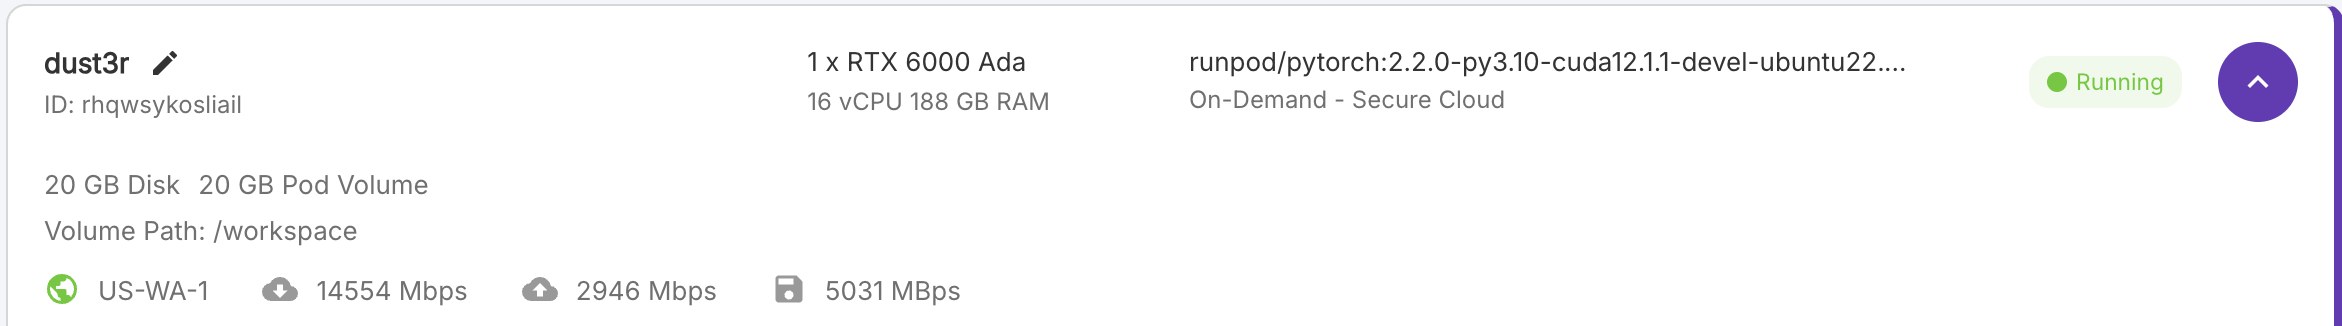 dust3r
ID: rhqwsykosliail
1 x RTX 6000 Ada
16 vCPU 188 GB RAM
runpod/pytorch:2.2.0-py3.10-cuda12.1.1-devel-ubuntu22....
On-Demand - Secure Cloud
Running
20 GB Disk 20 GB Pod Volume
Volume Path: /workspace
US-WA-1 14554 Mbps 2946 Mbps 5031 MBps